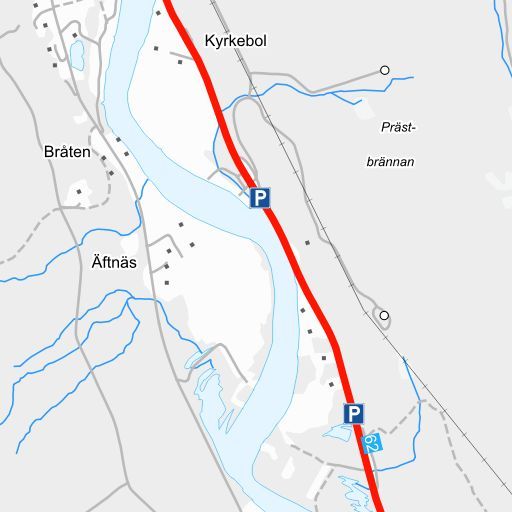 Kyrkebol
Präst-
brännan
Bråten
P
Äftnäs
P
62